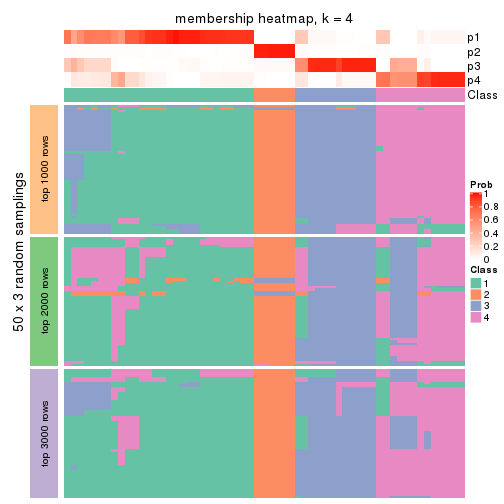 membership heatmap, k = 4
p1
p2
p3
p4
Class
50 x 3 random samplings
top 1000 rows
top 2000 rows
top 3000 rows
Prob
1
0.8
0.6
0.4
0.2
0
Class
1
2
3
4